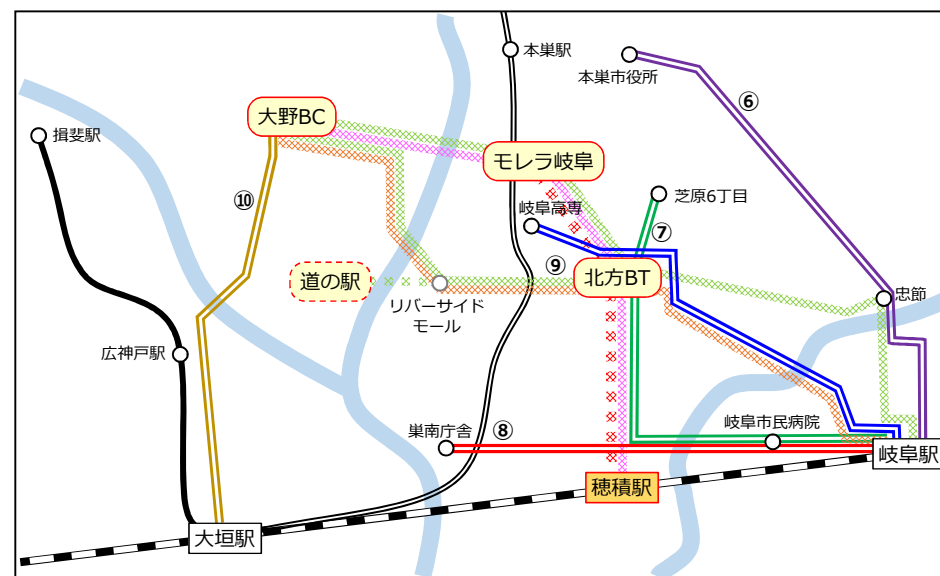 本巣駅
本巣市役所
⑥
大野BC
揖斐駅
モレラ岐阜
芝原6丁目
⑩
岐阜高専
⑦
⑨
道の駅
北方BT
忠節
リバーサイド
モール
広神戸駅
岐阜市民病院
巣南庁舎
⑧
岐阜駅
穂積駅
大垣駅